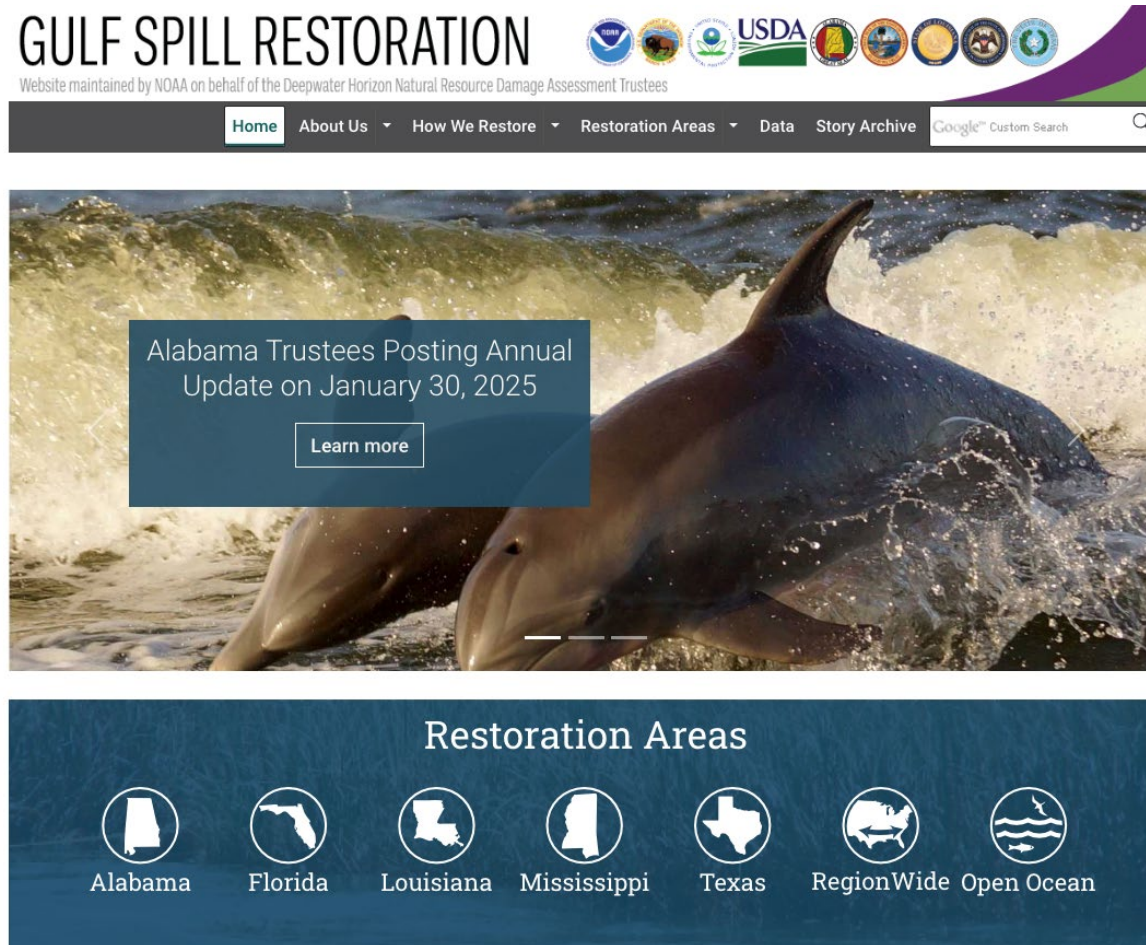 GULF SPILL RESTORATION
USDA
Website maintained by NOAA on behalf of the Deepwater Horizon Natural Resource Damage Assessment Trustees
Home About Us How We Restore Restoration Areas Data Story Archive Google™ Custom Search
Alabama Trustees Posting Annual
Update on January 30, 2025
Learn more
Restoration Areas
Alabama Florida Louisiana Mississippi Texas RegionWide Open Ocean